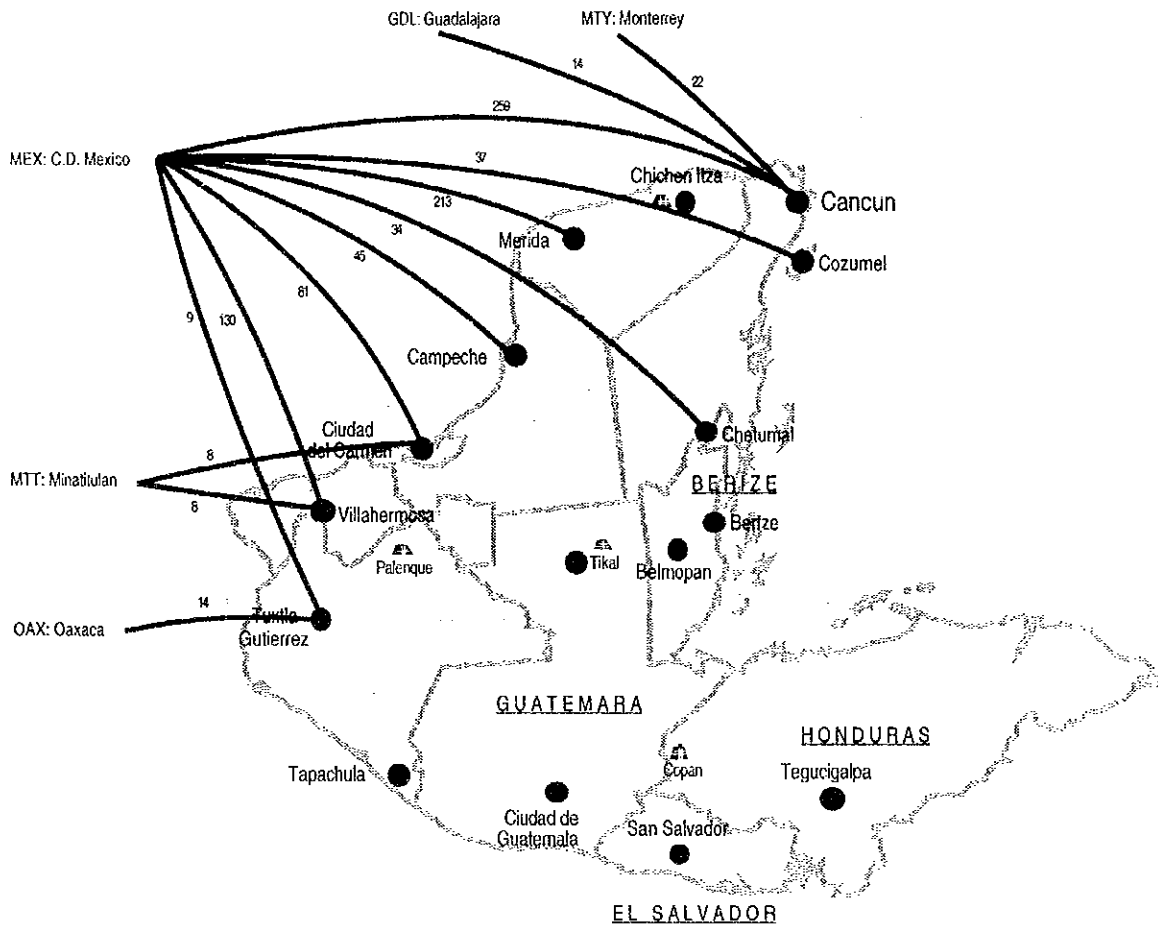 GDL: Guadalajara
MTY: Monterrey
14
22
259
MEX: C.D. Mexico
37
Chichen Itza
213
Cancun
34
Merida
45
Cozumel
81
9
130
Campeche
Ciudad
del Carmen
Chetumal
8
MTT: Minatitulan
BERIZE
8
Villahermosa
Berize
Palenque
Tikal
Belmopan
14
OAX: Oaxaca
Tuxtla
Gutierrez
GUATEMARA
HONDURAS
Copan
Tapachula
Tegucigalpa
Ciudad de
Guatemala
San Salvador
EL SALVADOR